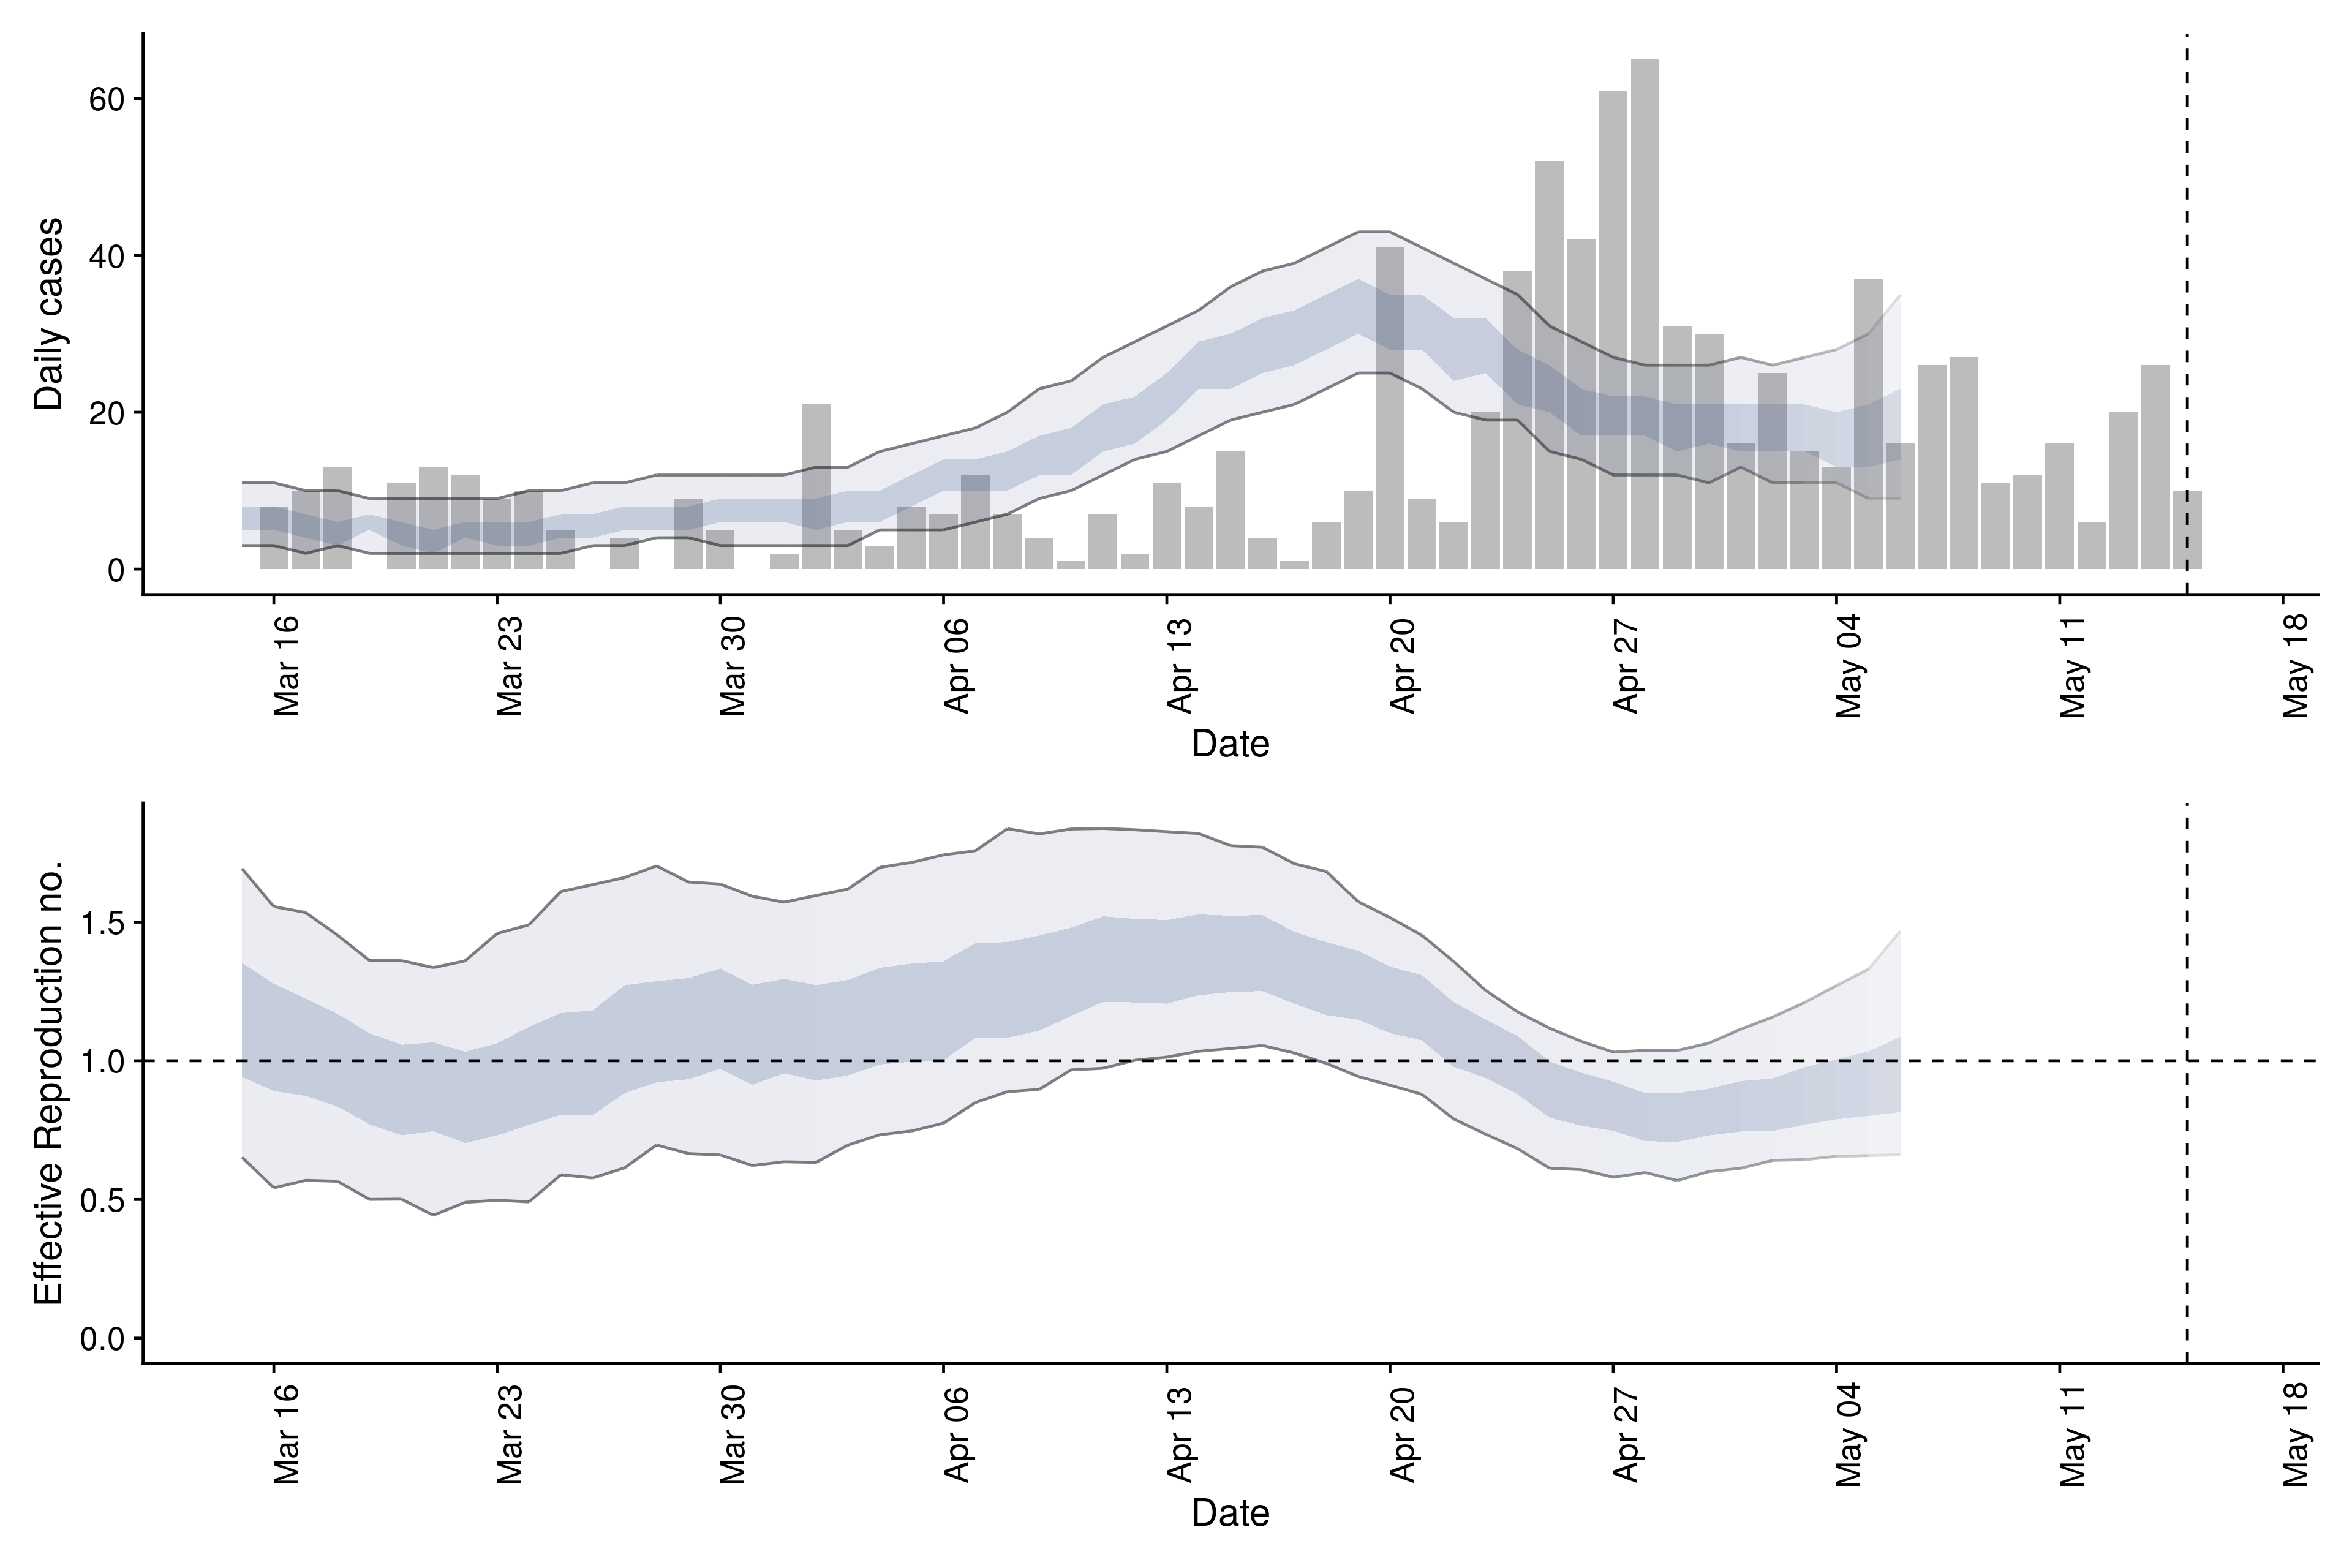 Daily cases
60
40
20
0
Mar 16
Mar 23
Mar 30
Apr 06
Apr 13
Apr 20
Apr 27
May 04
May 11
May 18
Date
Effective Reproduction no.
1.5
1.0
0.5
0.0
Mar 16
Mar 23
Mar 30
Apr 06
Apr 13
Apr 20
Apr 27
May 04
May 11
May 18
Date